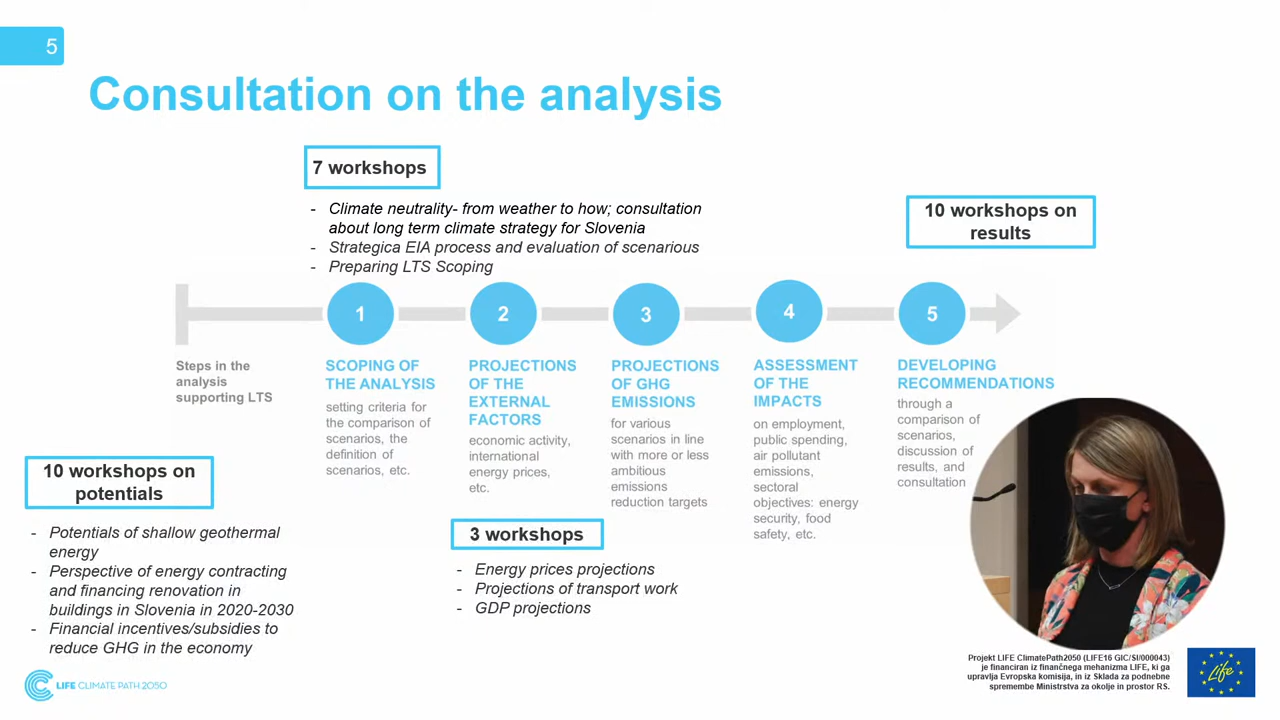 5
Consultation on the analysis
7 workshops
- Climate neutrality- from weather to how; consultation
about long term climate strategy for Slovenia
- Strategica EIA process and evaluation of scenarious
- Preparing LTS Scoping
10 workshops on
results
1
2
3
4
5
Steps in the
analysis
supporting LTS
SCOPING OF
THE ANALYSIS
setting criteria for
the comparison of
scenarios, the
definition of
scenarios, etc.
PROJECTIONS
OF THE
EXTERNAL
FACTORS
economic activity,
international
energy prices,
etc.
PROJECTIONS
OF GHG
EMISSIONS
for various
scenarios in line
with more or less
ambitious
emissions
reduction targets
ASSESSMENT
OF THE
IMPACTS
on employment,
public spending,
air pollutant
emissions,
sectoral
objectives: energy
security, food
safety, etc.
DEVELOPING
RECOMMENDATIONS
through a
comparison of
scenarios,
discussion of
results, and
consultation
10 workshops on
potentials
- Potentials of shallow geothermal
energy
- Perspective of energy contracting
and financing renovation in
buildings in Slovenia in 2020-2030
- Financial incentives/subsidies to
reduce GHG in the economy
3 workshops
- Energy prices projections
- Projections of transport work
- GDP projections
LIFE CLIMATE PATH 2050
Projekt LIFE ClimatePath2050 (LIFE16 GIC/SI/000043)
je financiran iz finančnega mehanizma LIFE, ki ga
upravlja Evropska komisija, in iz Sklada za podnebne
spremembe Ministrstva za okolje in prostor RS.
Life